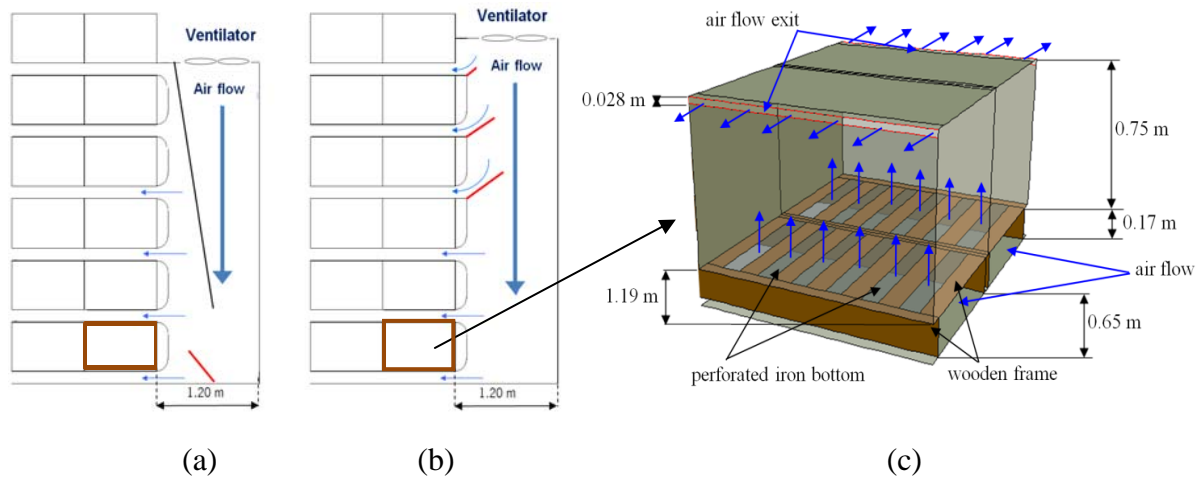 Ventilator
Air flow
1.20 m
(a)
Ventilator
Air flow
1.20 m
(b)
air flow exit
0.028 m
0.75 m
0.17 m
air flow
1.19 m
0.65 m
perforated iron bottom
wooden frame
(c)